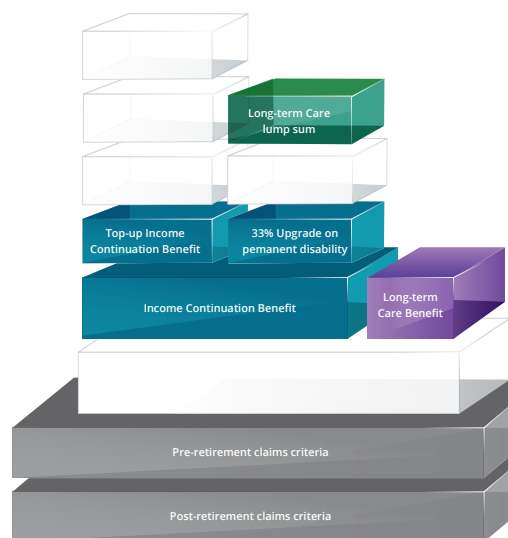 Long-term Care
lump sum
Top-up Income
Continuation Benefit
33% Upgrade on
pemanent disability
Income Continuation Benefit
Long-term
Care Benefit
Pre-retirement claims criteria
Post-retirement claims criteria